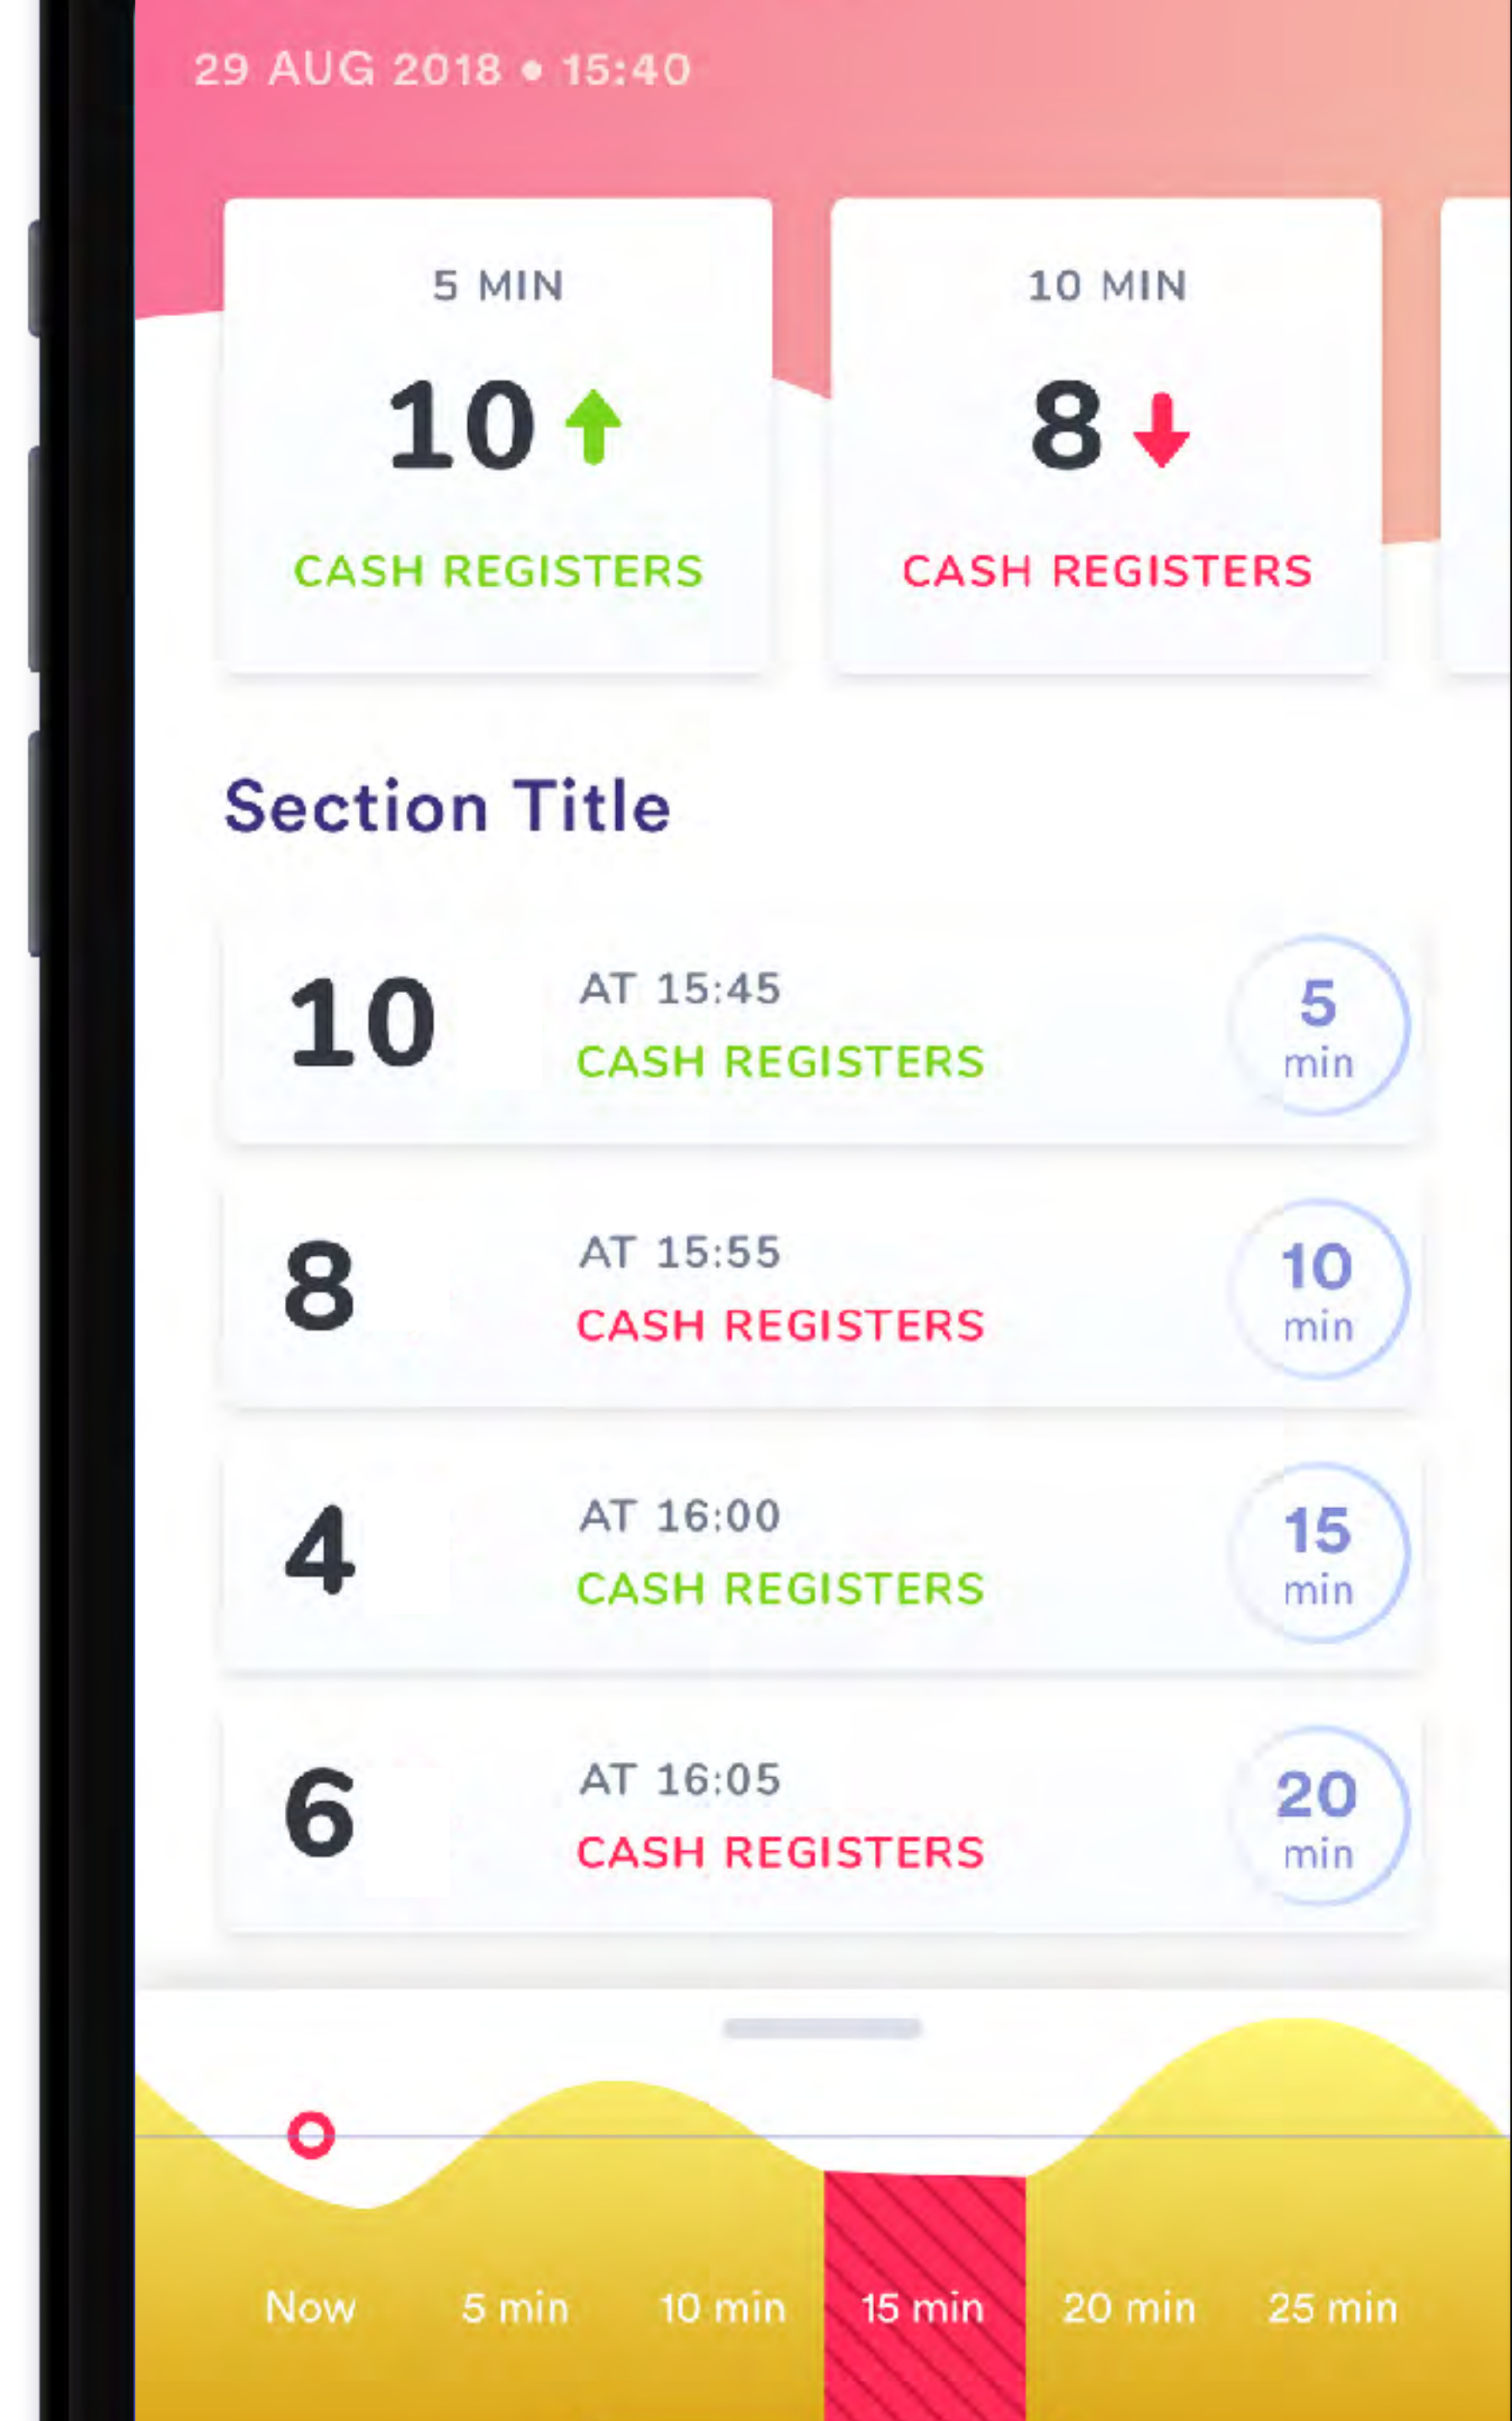 29 AUG 2018 • 15:40
5 MIN
10
CASH REGISTERS
10 MIN
8
CASH REGISTERS
Section Title
10
AT 15:45
CASH REGISTERS
5
min
8
AT 15:55
CASH REGISTERS
10
min
4
AT 16:00
CASH REGISTERS
15
min
6
AT 16:05
CASH REGISTERS
20
min
Now 5 min 10 min 15 min 20 min 25 min